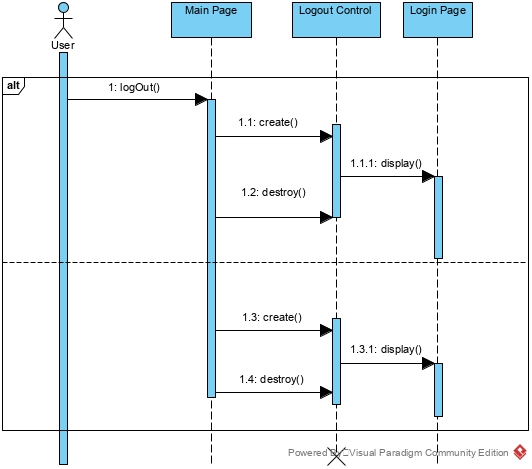 Main Page
Logout Control
Login Page
User
alt
1: logOut()
1.1: create()
1.1.1: display()
1.2: destroy()
1.3: create()
1.3.1: display()
1.4: destroy()
Powered By Visual Paradigm Community Edition